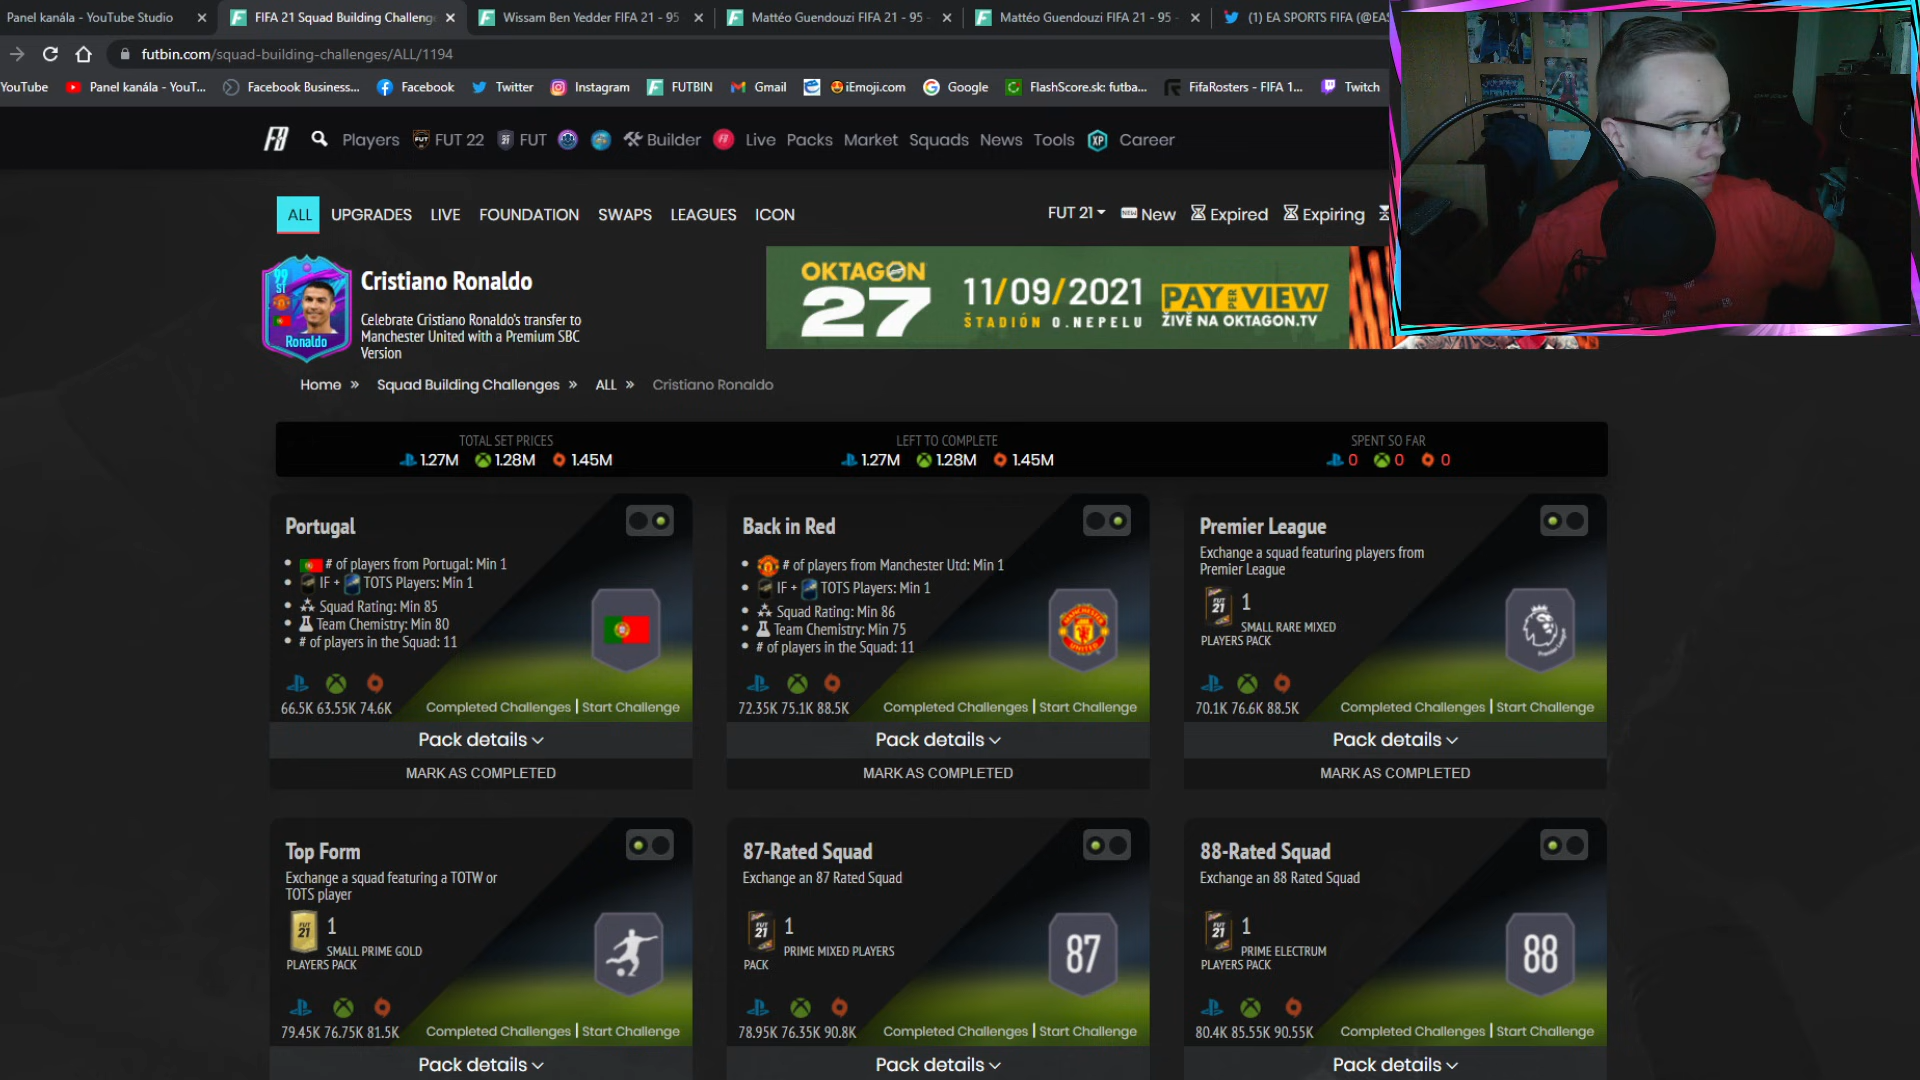 Panel kanála - YouTube Studio
FIFA 21 Squad Building Challeng
Wissam Ben Yedder FIFA 21 - 95
Mattéo Guendouzi FIFA 21 - 95 -
Mattéo Guendouzi FIFA 21 - 95 -
(1) EA SPORTS FIFA (@EAS
futbin.com/squad-building-challenges/ALL/1194
YouTube
Panel kanála - YouT...
Facebook Business...
Facebook
Twitter
Instagram
FUTBIN
Gmail
iEmoji.com
Google
FlashScore.sk: futba...
FifaRosters - FIFA 1...
Twitch
Players FUT 22 FUT Builder Live Packs Market Squads News Tools Career
ALL UPGRADES LIVE FOUNDATION SWAPS LEAGUES ICON
FUT 21 New Expired Expiring
99
ST
Ronaldo
Cristiano Ronaldo
Celebrate Cristiano Ronaldo's transfer to
Manchester United with a Premium SBC
Version
OKTAGON
27
11/09/2021
ŠTADIÓN O.NEPELU
PAY PER VIEW
ŽIVĚ NA OKTAGON.TV
Home » Squad Building Challenges » ALL » Cristiano Ronaldo
TOTAL SET PRICES
1.27M 1.28M 1.45M
LEFT TO COMPLETE
1.27M 1.28M 1.45M
SPENT SO FAR
0 0 0
Portugal
# of players from Portugal: Min 1
IF + TOTS Players: Min 1
Squad Rating: Min 85
Team Chemistry: Min 80
# of players in the Squad: 11
66.5K 63.55K 74.6K
Completed Challenges | Start Challenge
Pack details
MARK AS COMPLETED
Back in Red
# of players from Manchester Utd: Min 1
IF + TOTS Players: Min 1
Squad Rating: Min 86
Team Chemistry: Min 75
# of players in the Squad: 11
72.35K 75.1K 88.5K
Completed Challenges | Start Challenge
Pack details
MARK AS COMPLETED
Premier League
Exchange a squad featuring players from
Premier League
1
SMALL RARE MIXED
PLAYERS PACK
70.1K 76.6K 88.5K
Completed Challenges | Start Challenge
Pack details
MARK AS COMPLETED
Top Form
Exchange a squad featuring a TOTW or
TOTS player
1
SMALL PRIME GOLD
PLAYERS PACK
79.45K 76.75K 81.5K
Completed Challenges | Start Challenge
Pack details
87-Rated Squad
Exchange an 87 Rated Squad
1
PRIME MIXED PLAYERS
PACK
87
78.95K 76.35K 90.8K
Completed Challenges | Start Challenge
Pack details
88-Rated Squad
Exchange an 88 Rated Squad
1
PRIME ELECTRUM
PLAYERS PACK
88
80.4K 85.55K 90.55K
Completed Challenges | Start Challenge
Pack details